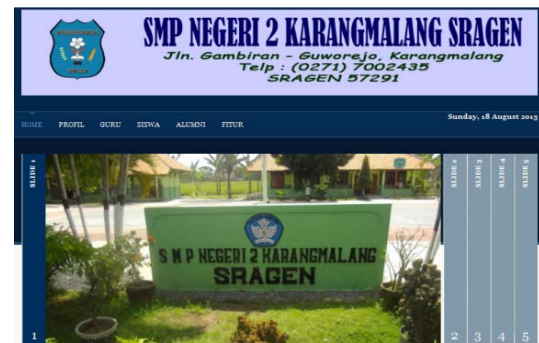 SMP NEGERI 2 KARANGMALANG SRAGEN
Jln. Gambiran - Guworejo, Karangmalang
Telp : (0271) 7002435
SRAGEN 57291
Sunday, 18 August 2013
HOME PROFIL GURU SISWA ALUMNI FITUR
SLIDE 1
SLIDE 2
SLIDE 3
SLIDE 4
SLIDE 5
S M P NEGERI 2 KARANGMALANG
SRAGEN
1
2
3
4
5